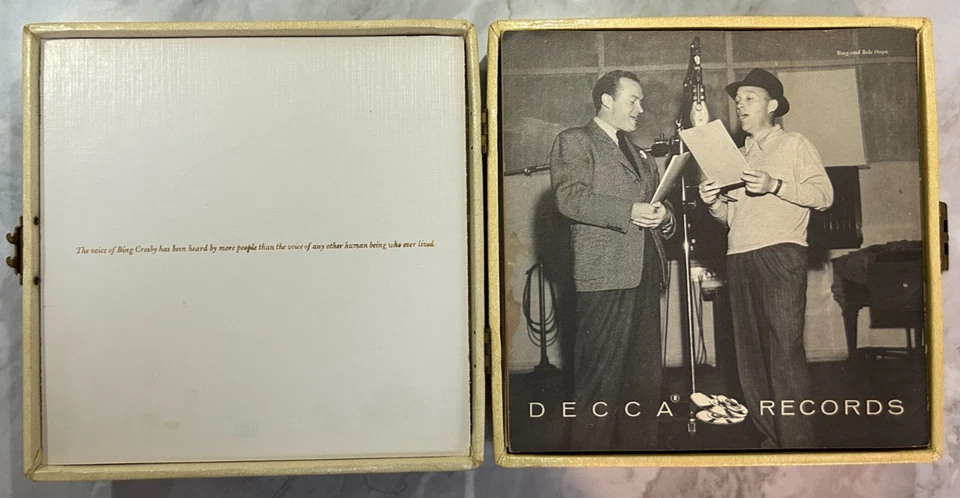 The voice of Bing Crosby has been heard by more people than the voice of any other human being who ever lived.
Bing and Bob Hope
DECCA® RECORDS